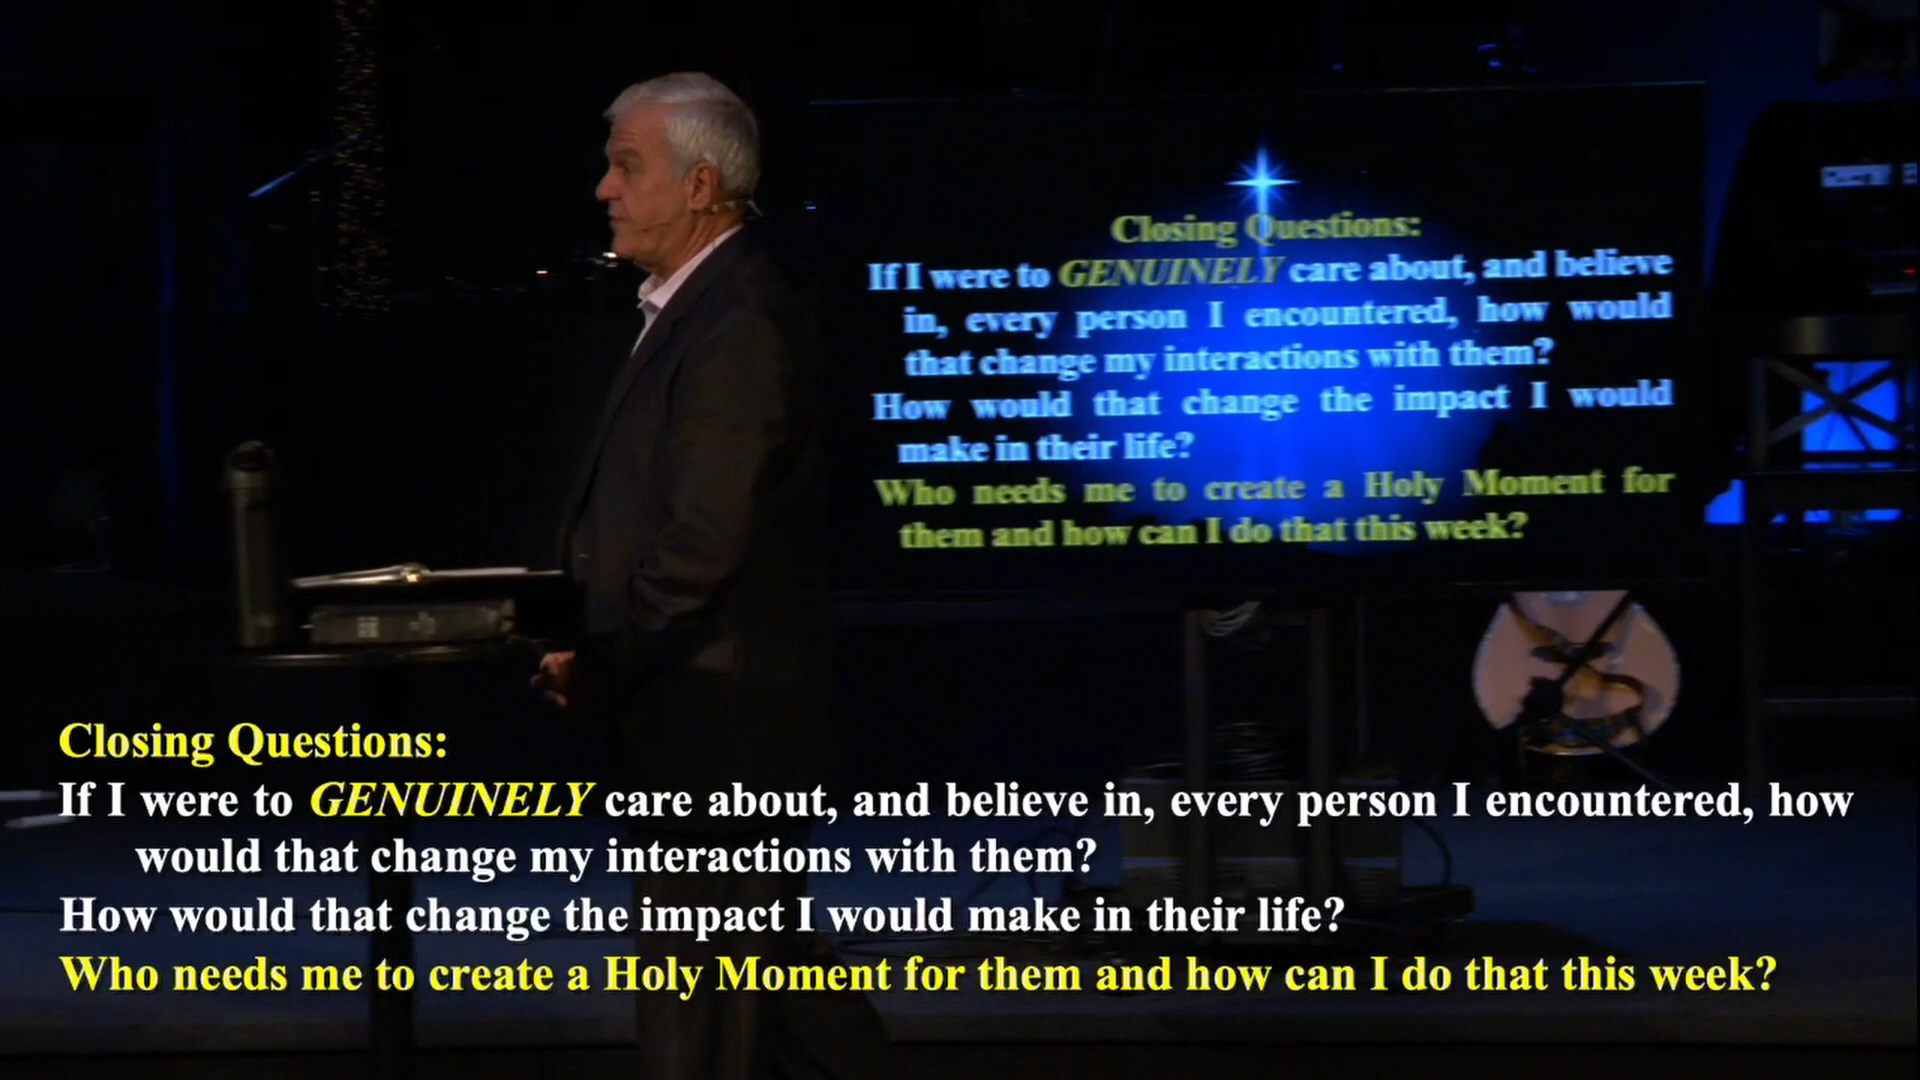 Closing Questions:
If I were to GENUINELY care about, and believe
in, every person I encountered, how would
that change my interactions with them?
How would that change the impact I would
make in their life?
Who needs me to create a Holy Moment for
them and how can I do that this week?
Closing Questions:
If I were to GENUINELY care about, and believe in, every person I encountered, how
would that change my interactions with them?
How would that change the impact I would make in their life?
Who needs me to create a Holy Moment for them and how can I do that this week?